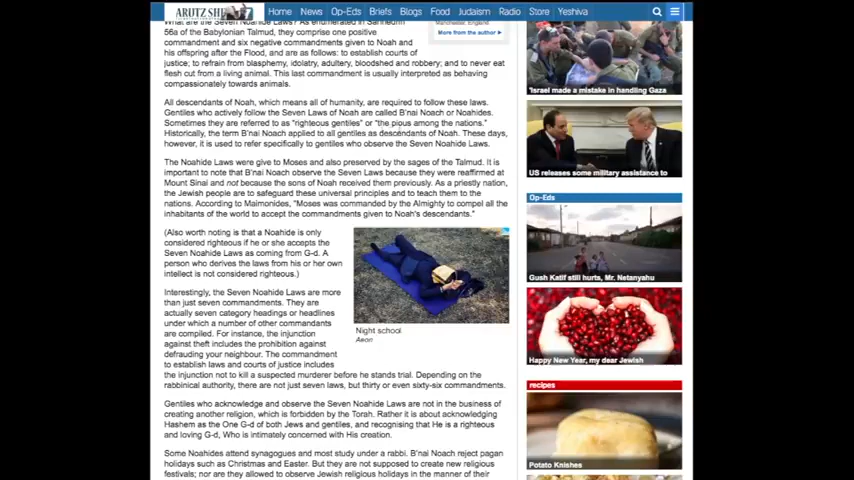 ARUTZ SHEVA
Home News Op-Eds Briefs Blogs Food Judaism Radio Store Yeshiva
What are the Seven Noahide Laws? As enumerated in Sanhedrin
56a of the Babylonian Talmud, they comprise one positive
commandment and six negative commandments given to Noah and
his offspring after the Flood, and are as follows: to establish courts of
justice; to refrain from blasphemy, idolatry, adultery, bloodshed and robbery; and to never eat
flesh cut from a living animal. This last commandment is usually interpreted as behaving
compassionately towards animals.
Manchester, England
More from the author ►
All descendants of Noah, which means all of humanity, are required to follow these laws.
Gentiles who actively follow the Seven Laws of Noah are called B'nai Noach or Noahides.
Sometimes they are referred to as "righteous gentiles" or "the pious among the nations."
Historically, the term B'nai Noach applied to all gentiles as descendants of Noah. These days,
however, it is used to refer specifically to gentiles who observe the Seven Noahide Laws.
The Noahide Laws were give to Moses and also preserved by the sages of the Talmud. It is
important to note that B'nai Noach observe the Seven Laws because they were reaffirmed at
Mount Sinai and not because the sons of Noah received them previously. As a priestly nation,
the Jewish people are to safeguard these universal principles and to teach them to the
nations. According to Maimonides, "Moses was commanded by the Almighty to compel all the
inhabitants of the world to accept the commandments given to Noah's descendants."
(Also worth noting is that a Noahide is only
considered righteous if he or she accepts the
Seven Noahide Laws as coming from G-d. A
person who derives the laws from his or her own
intellect is not considered righteous.)
Interestingly, the Seven Noahide Laws are more
than just seven commandments. They are
actually seven category headings or headlines
under which a number of other commandants
are compiled. For instance, the injunction
against theft includes the prohibition against
defrauding your neighbour. The commandment
to establish laws and courts of justice includes
the injunction not to kill a suspected murderer before he stands trial. Depending on the
rabbinical authority, there are not just seven laws, but thirty or even sixty-six commandments.
Night school
Aeon
Gentiles who acknowledge and observe the Seven Noahide Laws are not in the business of
creating another religion, which is forbidden by the Torah. Rather it is about acknowledging
Hashem as the One G-d of both Jews and gentiles, and recognising that He is a righteous
and loving G-d, Who is intimately concerned with His creation.
Some Noahides attend synagogues and most study under a rabbi. B'nai Noach reject pagan
holidays such as Christmas and Easter. But they are not supposed to create new religious
festivals; nor are they allowed to observe Jewish religious holidays in the manner of their
'Israel made a mistake in handling Gaza
US releases some military assistance to
Op-Eds
Gush Katif still hurts, Mr. Netanyahu
Happy New Year, my dear Jewish
recipes
Potato Knishes